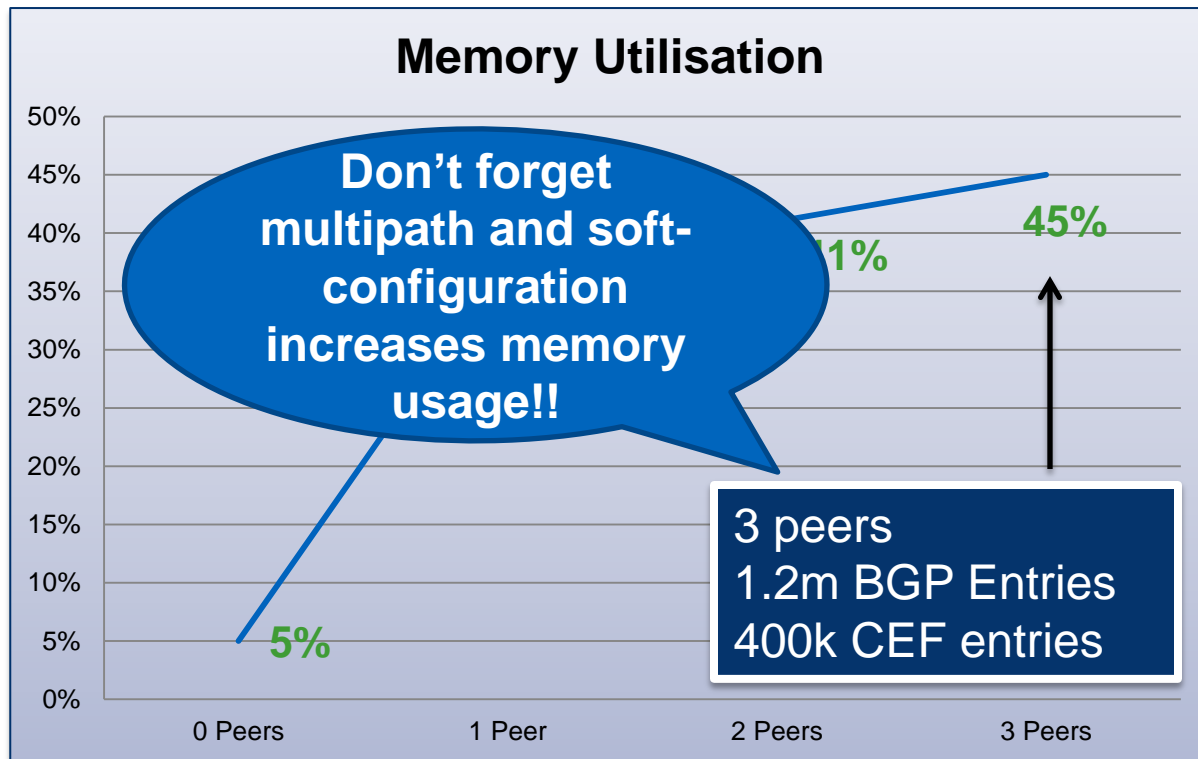 Memory Utilisation
50%
45%
40%
35%
30%
25%
20%
15%
10%
5%
0%
Don’t forget
multipath and soft-
configuration
increases memory
usage!!
5%
1%
45%
3 peers
1.2m BGP Entries
400k CEF entries
0 Peers
1 Peer
2 Peers
3 Peers